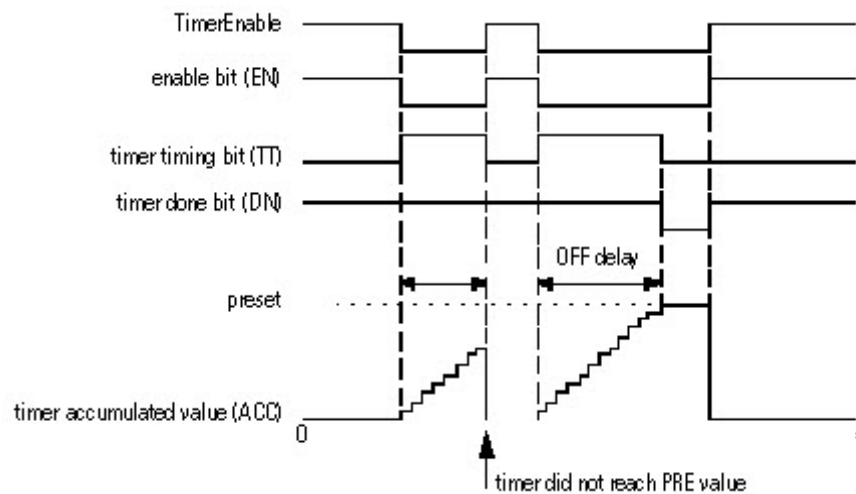 TimerEnable
enable bit (EN)
timer timing bit (TT)
timer done bit (DN)
OFF delay
preset
timer accumulated value (ACC)
0
timer did not reach PRE value